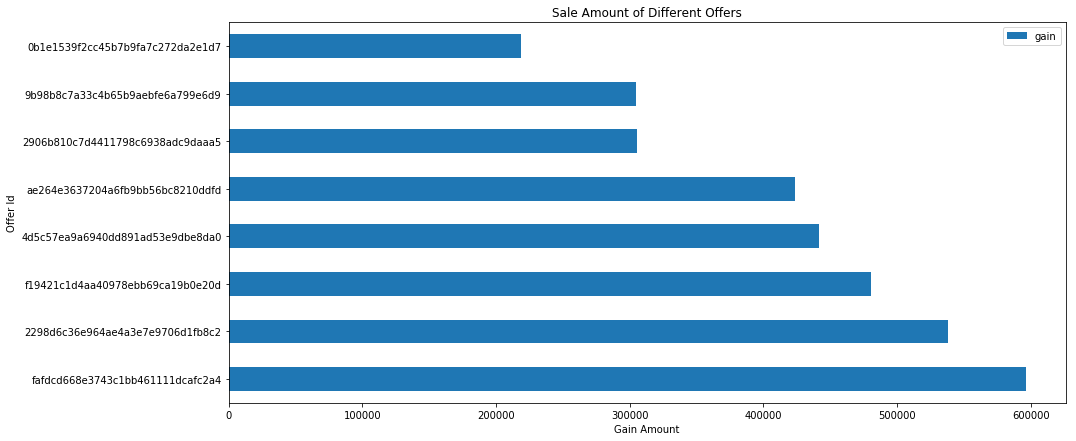 Sale Amount of Different Offers
gain
0b1e1539f2cc45b7b9fa7c272da2e1d7
9b98b8c7a33c4b65b9aebfe6a799e6d9
2906b810c7d4411798c6938adc9daaa5
ae264e3637204a6fb9bb56bc8210ddfd
4d5c57ea9a6940dd891ad53e9dbe8da0
f19421c1d4aa40978ebb69ca19b0e20d
2298d6c36e964ae4a3e7e9706d1fb8c2
fafdcd668e3743c1bb461111dcafc2a4
Offer Id
0 100000 200000 300000 400000 500000 600000
Gain Amount